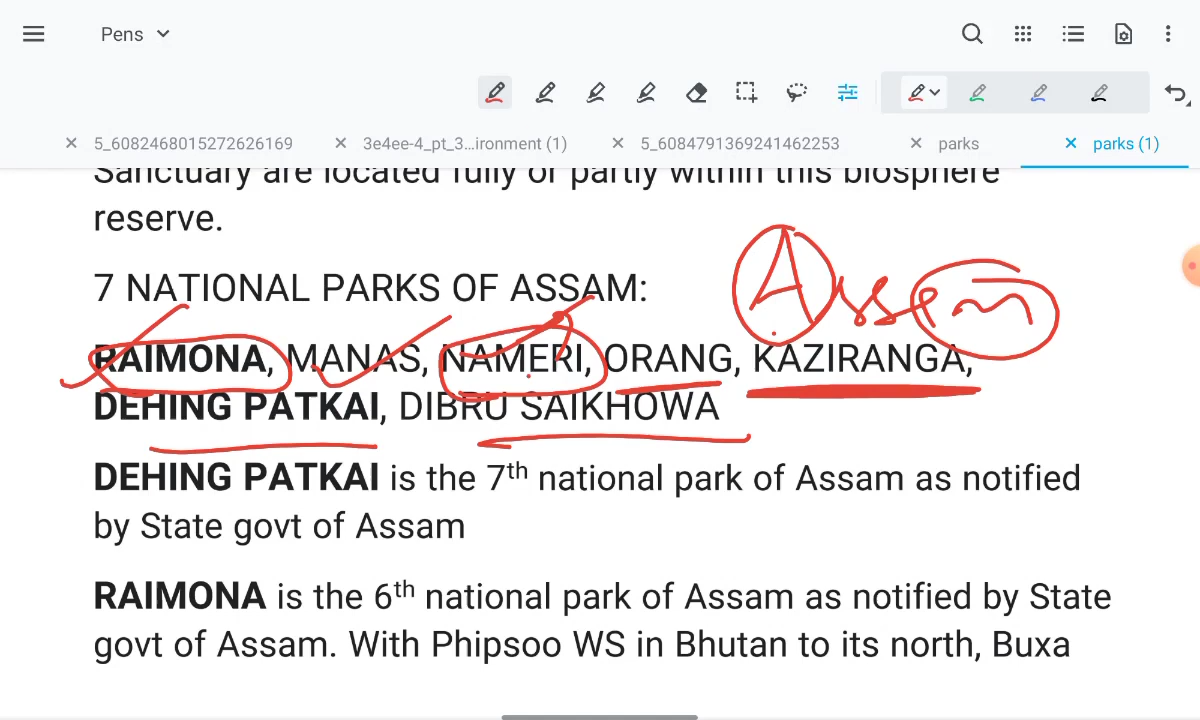 Pens
5_6082468015272626169
3e4ee-4_pt_3...ironment (1)
5_6084791369241462253
parks
parks (1)
Sanctuary are located fully or partly within this biosphere
reserve.
7 NATIONAL PARKS OF ASSAM:
Assam
RAIMONA, MANAS, NAMERI, ORANG, KAZIRANGA,
DEHING PATKAI, DIBRU SAIKHOWA
DEHING PATKAI is the 7th national park of Assam as notified
by State govt of Assam
RAIMONA is the 6th national park of Assam as notified by State
govt of Assam. With Phipsoo WS in Bhutan to its north, Buxa